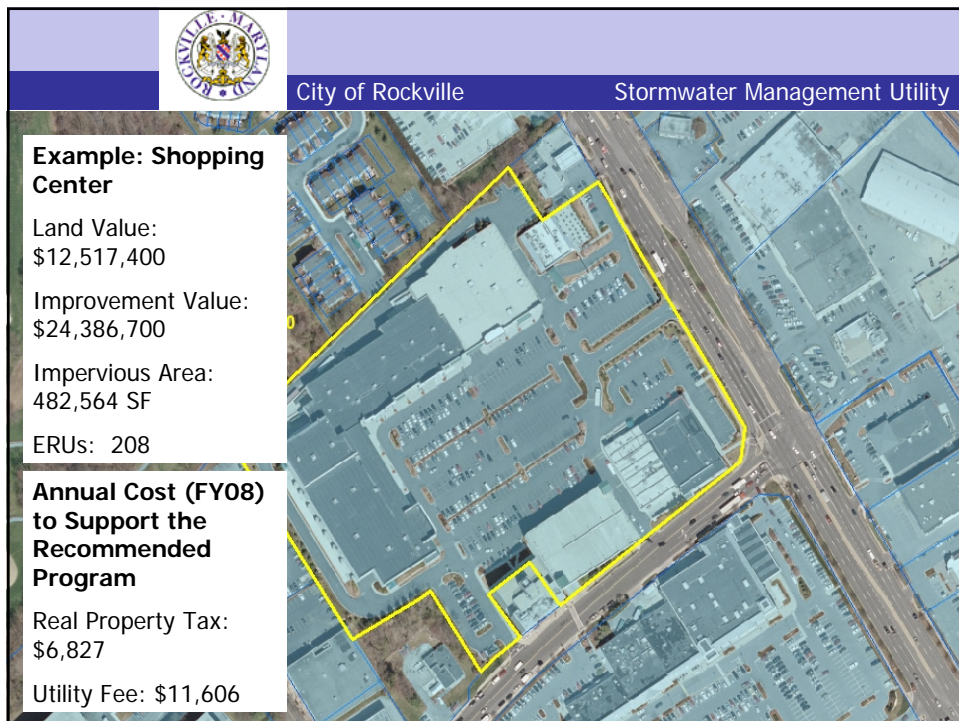 ROCKVILLE MARYLAND
City of Rockville
Stormwater Management Utility
Example: Shopping
Center
Land Value:
$12,517,400
Improvement Value:
$24,386,700
Impervious Area:
482,564 SF
ERUs: 208
Annual Cost (FY08)
to Support the
Recommended
Program
Real Property Tax:
$6,827
Utility Fee: $11,606